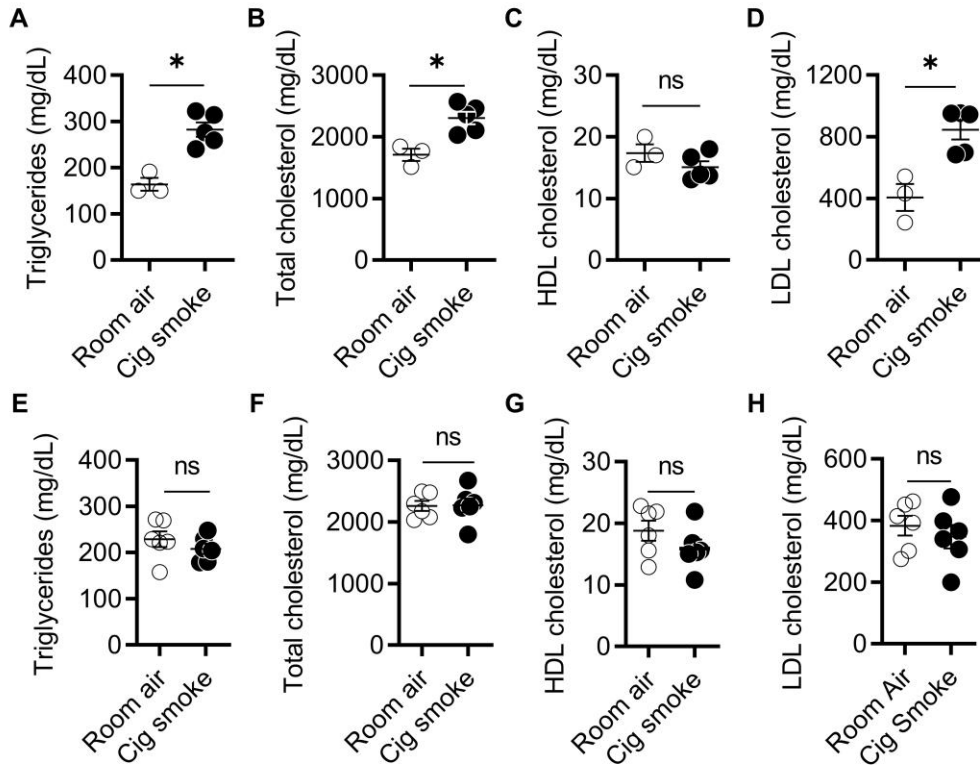 A
Triglycerides (mg/dL)
400
300
200
100
0
*
Room air
Cig smoke
B
Total cholesterol (mg/dL)
3000
2000
1000
0
*
Room air
Cig smoke
C
HDL cholesterol (mg/dL)
30
20
10
0
ns
Room air
Cig smoke
D
LDL cholesterol (mg/dL)
1200
800
400
0
*
Room air
Cig smoke
E
Triglycerides (mg/dL)
400
300
200
100
0
ns
Room air
Cig smoke
F
Total cholesterol (mg/dL)
3000
2000
1000
0
ns
Room air
Cig smoke
G
HDL cholesterol (mg/dL)
30
20
10
0
ns
Room air
Cig smoke
H
LDL cholesterol (mg/dL)
600
400
200
0
ns
Room Air
Cig Smoke